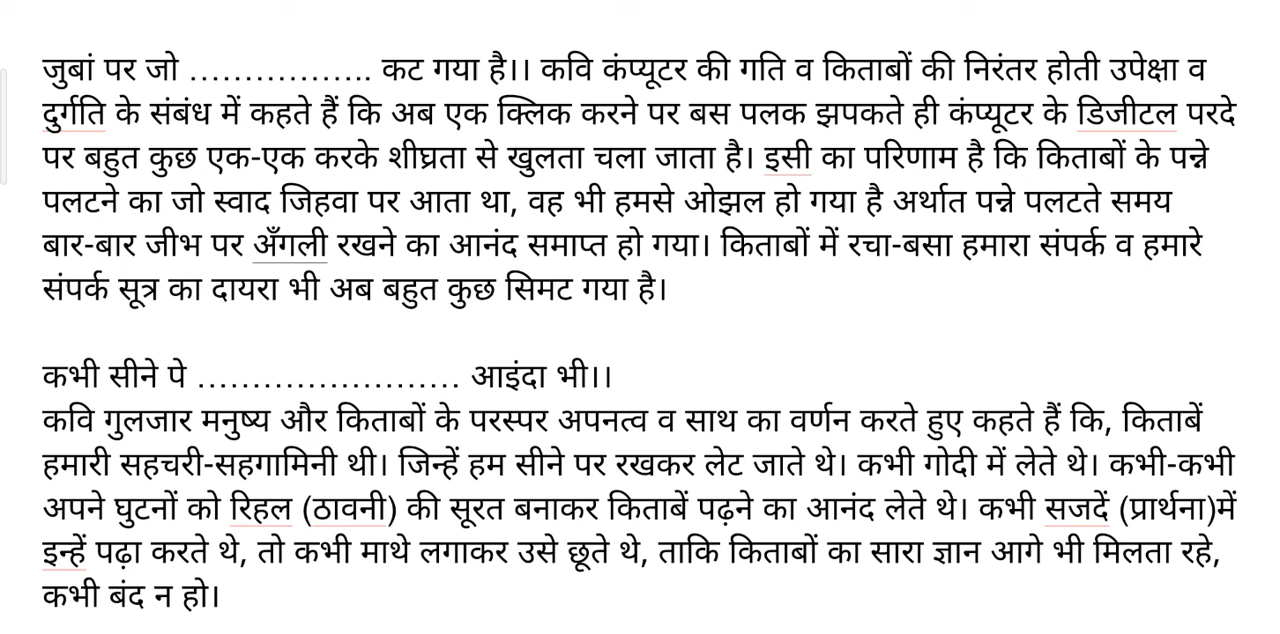 जुबां पर जो ................. कट गया है।। कवि कंप्यूटर की गति व किताबों की निरंतर होती उपेक्षा व
दुर्गति के संबंध में कहते हैं कि अब एक क्लिक करने पर बस पलक झपकते ही कंप्यूटर के डिजीटल परदे
पर बहुत कुछ एक-एक करके शीघ्रता से खुलता चला जाता है। इसी का परिणाम है कि किताबों के पन्ने
पलटने का जो स्वाद जिहवा पर आता था, वह भी हमसे ओझल हो गया है अर्थात पन्ने पलटते समय
बार-बार जीभ पर अँगली रखने का आनंद समाप्त हो गया। किताबों में रचा-बसा हमारा संपर्क व हमारे
संपर्क सूत्र का दायरा भी अब बहुत कुछ सिमट गया है।
कभी सीने पे ........................ आइंदा भी।।
कवि गुलजार मनुष्य और किताबों के परस्पर अपनत्व व साथ का वर्णन करते हुए कहते हैं कि, किताबें
हमारी सहचरी-सहगामिनी थी। जिन्हें हम सीने पर रखकर लेट जाते थे। कभी गोदी में लेते थे। कभी-कभी
अपने घुटनों को रिहल (ठावनी) की सूरत बनाकर किताबें पढ़ने का आनंद लेते थे। कभी सजदें (प्रार्थना)में
इन्हें पढ़ा करते थे, तो कभी माथे लगाकर उसे छूते थे, ताकि किताबों का सारा ज्ञान आगे भी मिलता रहे,
कभी बंद न हो।